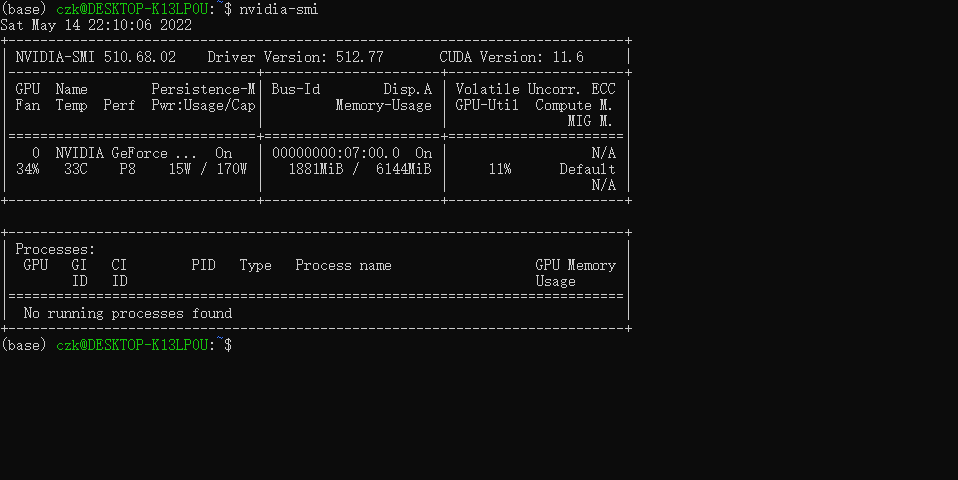 (base) czk@DESKTOP-K13LPOU:~$ nvidia-smi
Sat May 14 22:10:06 2022
+-----------------------------------------------------------------------------+
| NVIDIA-SMI 510.68.02    Driver Version: 512.77       CUDA Version: 11.6     |
|-------------------------------+----------------------+----------------------+
| GPU  Name        Persistence-M| Bus-Id        Disp.A | Volatile Uncorr. ECC |
| Fan  Temp  Perf  Pwr:Usage/Cap|         Memory-Usage | GPU-Util  Compute M. |
|                               |                      |               MIG M. |
|===============================+======================+======================|
|   0  NVIDIA GeForce ...  On   | 00000000:07:00.0  On |                  N/A |
| 34%   33C    P8    15W / 170W |   1881MiB /  6144MiB |     11%      Default |
|                               |                      |                  N/A |
+-------------------------------+----------------------+----------------------+

+-----------------------------------------------------------------------------+
| Processes:                                                                  |
|  GPU   GI   CI        PID   Type   Process name                  GPU Memory |
|        ID   ID                                                   Usage      |
|=============================================================================|
|  No running processes found                                                 |
+-----------------------------------------------------------------------------+
(base) czk@DESKTOP-K13LPOU:~$